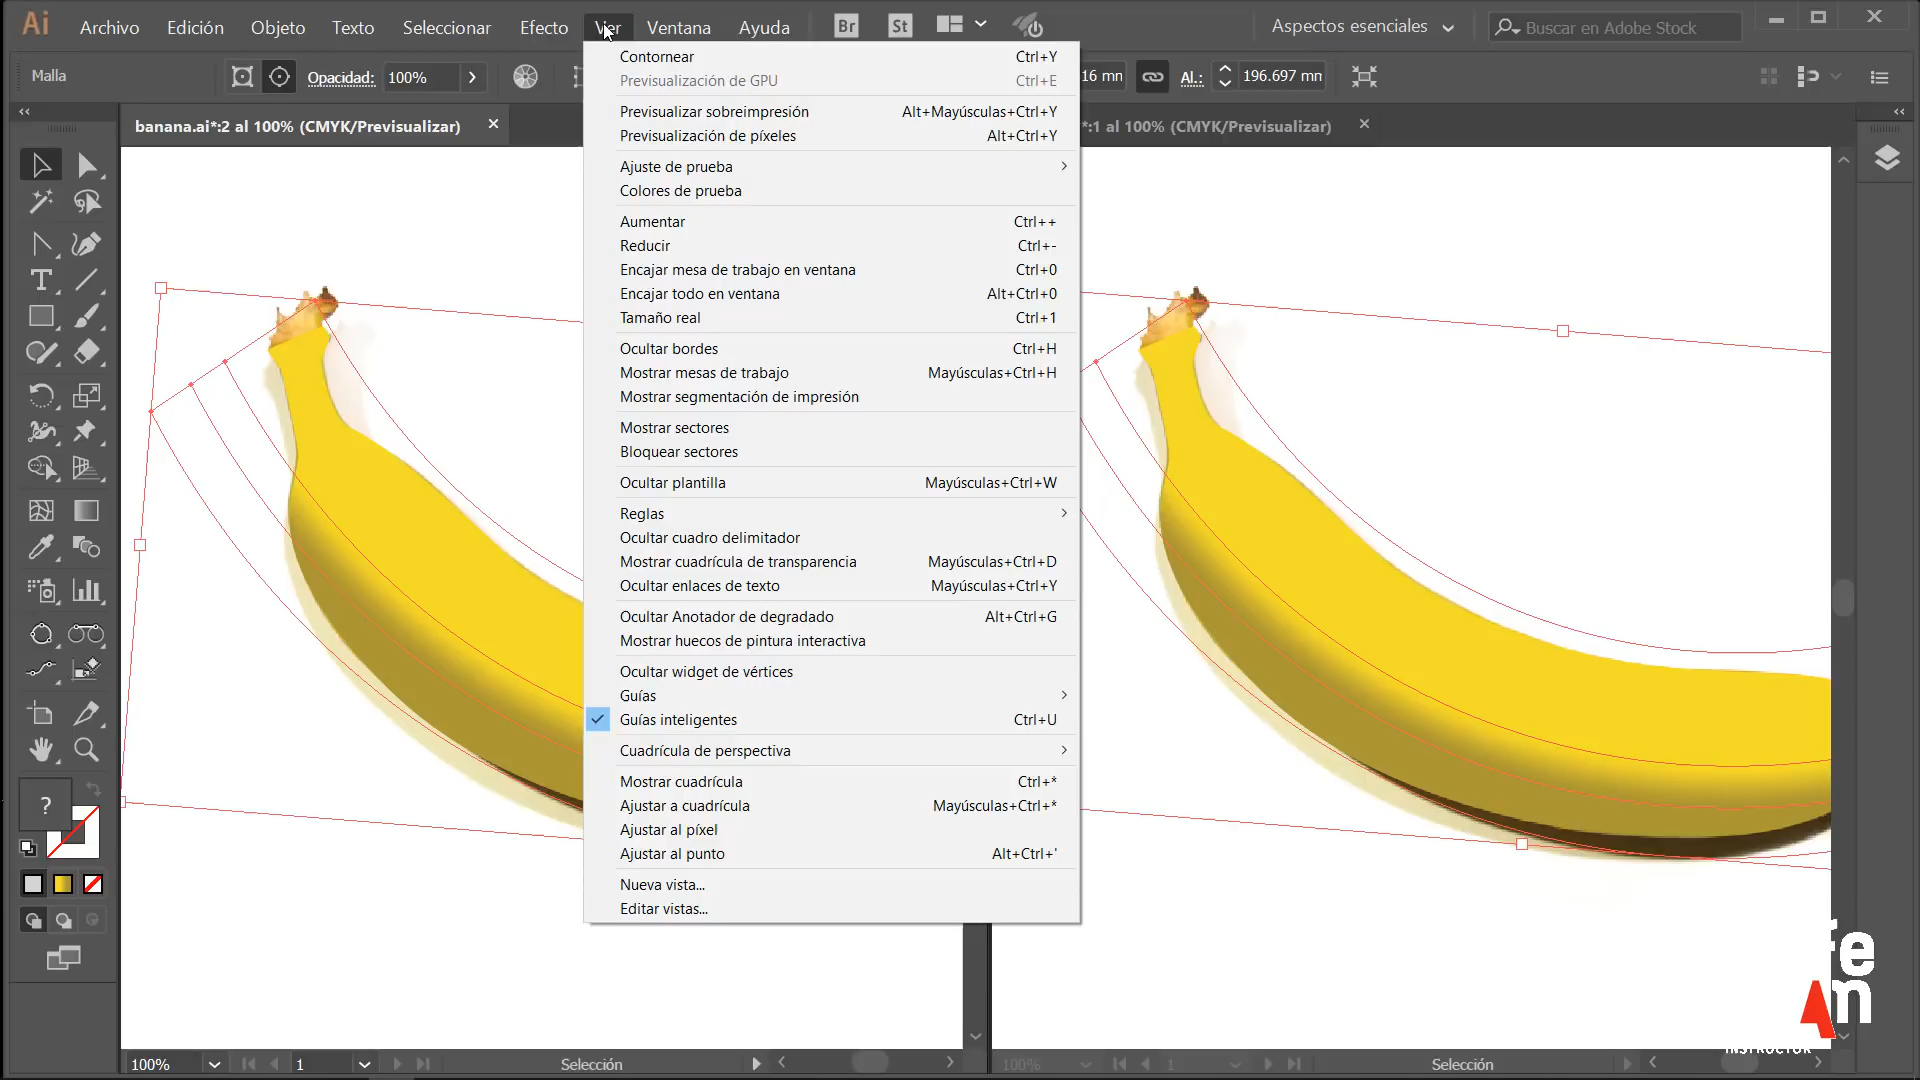 Ai Archivo Edición Objeto Texto Seleccionar Efecto Ver Ventana Ayuda Br St Aspectos esenciales Buscar en Adobe Stock
Malla Opacidad: 100% 16 mm Al.: 196.697 mm
banana.ai*:2 al 100% (CMYK/Previsualizar) × *:1 al 100% (CMYK/Previsualizar) ×
Contornear Ctrl+Y
Previsualización de GPU Ctrl+E
Previsualizar sobreimpresión Alt+Mayúsculas+Ctrl+Y
Previsualización de píxeles Alt+Ctrl+Y
Ajuste de prueba
Colores de prueba
Aumentar Ctrl++
Reducir Ctrl+-
Encajar mesa de trabajo en ventana Ctrl+0
Encajar todo en ventana Alt+Ctrl+0
Tamaño real Ctrl+1
Ocultar bordes Ctrl+H
Mostrar mesas de trabajo Mayúsculas+Ctrl+H
Mostrar segmentación de impresión
Mostrar sectores
Bloquear sectores
Ocultar plantilla Mayúsculas+Ctrl+W
Reglas
Ocultar cuadro delimitador
Mostrar cuadrícula de transparencia Mayúsculas+Ctrl+D
Ocultar enlaces de texto Mayúsculas+Ctrl+Y
Ocultar Anotador de degradado Alt+Ctrl+G
Mostrar huecos de pintura interactiva
Ocultar widget de vértices
Guías
Guías inteligentes Ctrl+U
Cuadrícula de perspectiva
Mostrar cuadrícula Ctrl+*
Ajustar a cuadrícula Mayúsculas+Ctrl+*
Ajustar al píxel
Ajustar al punto Alt+Ctrl+'
Nueva vista...
Editar vistas...
?
fe
m
INSTRUCTOR
100% 1 Selección 100% 1 Selección